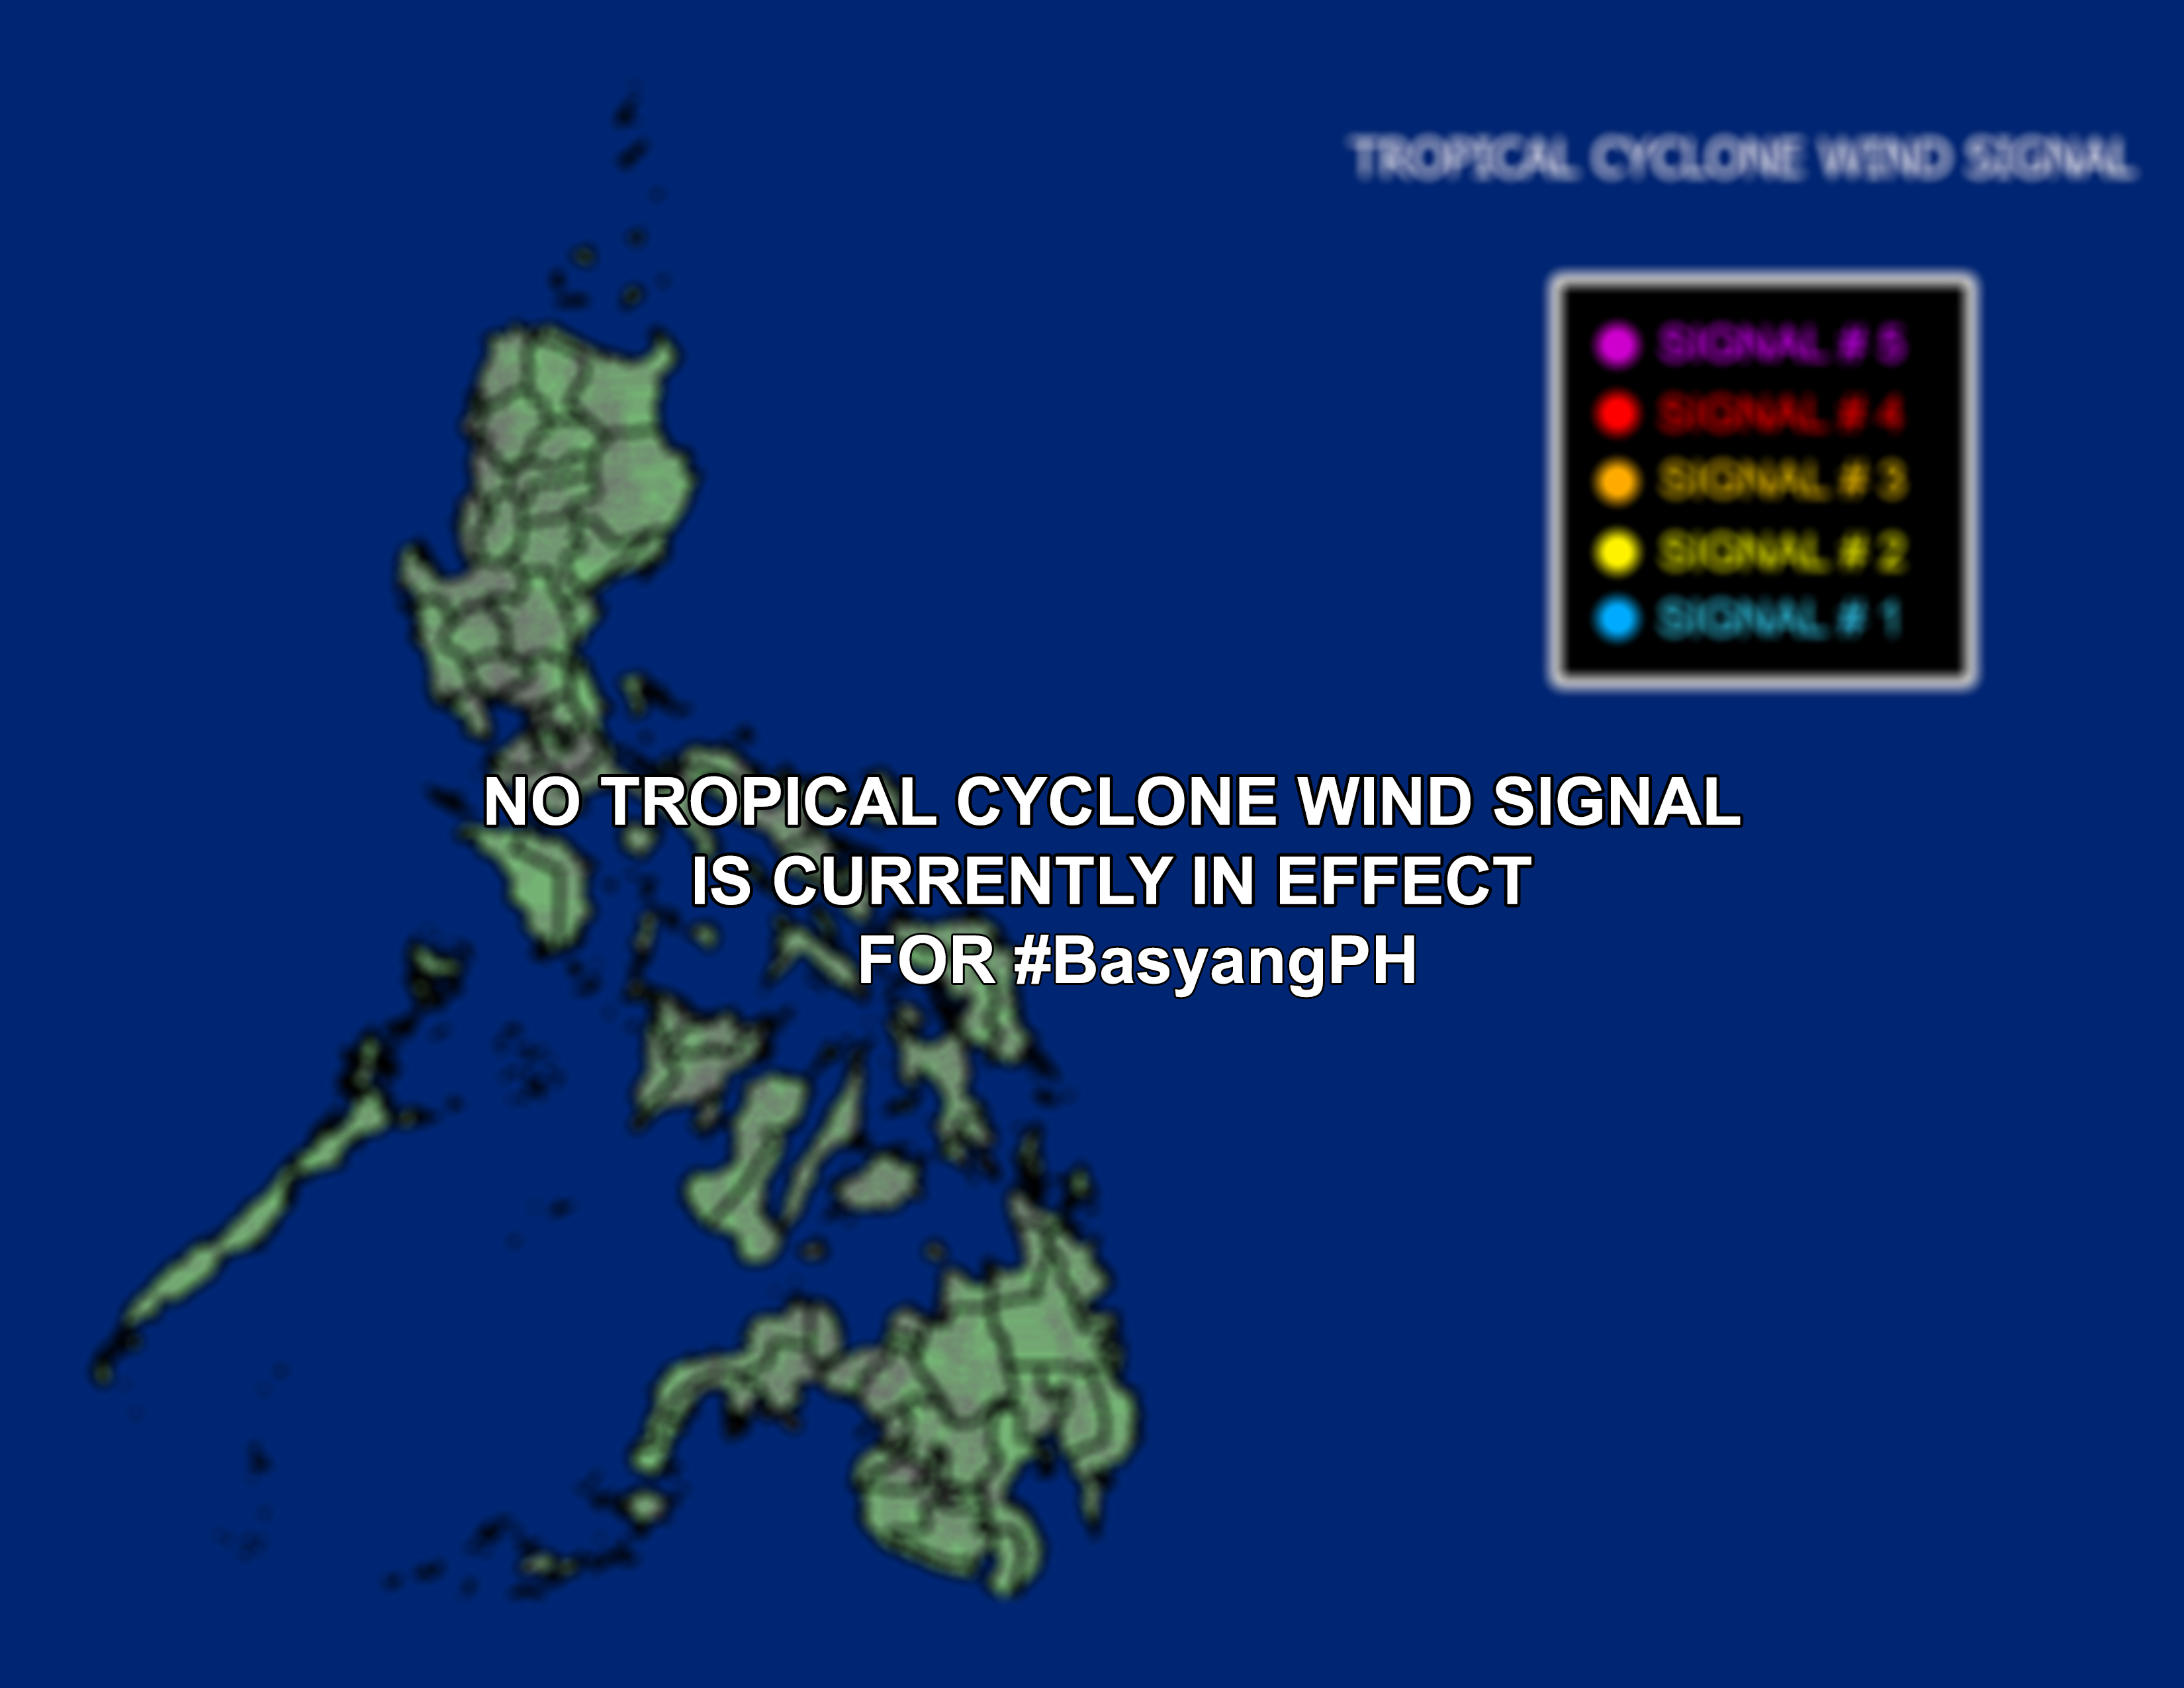 TROPICAL CYCLONE WIND SIGNAL
SIGNAL # 5
SIGNAL # 4
SIGNAL # 3
SIGNAL # 2
SIGNAL # 1
NO TROPICAL CYCLONE WIND SIGNAL
IS CURRENTLY IN EFFECT
FOR #BasyangPH